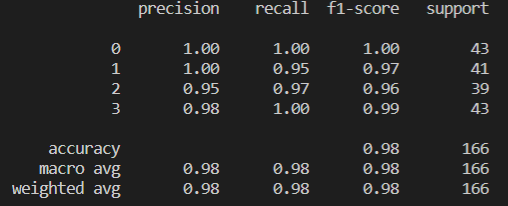 precision recall f1-score support
0 1.00 1.00 1.00 43
1 1.00 0.95 0.97 41
2 0.95 0.97 0.96 39
3 0.98 1.00 0.99 43
accuracy 0.98 166
macro avg 0.98 0.98 0.98 166
weighted avg 0.98 0.98 0.98 166